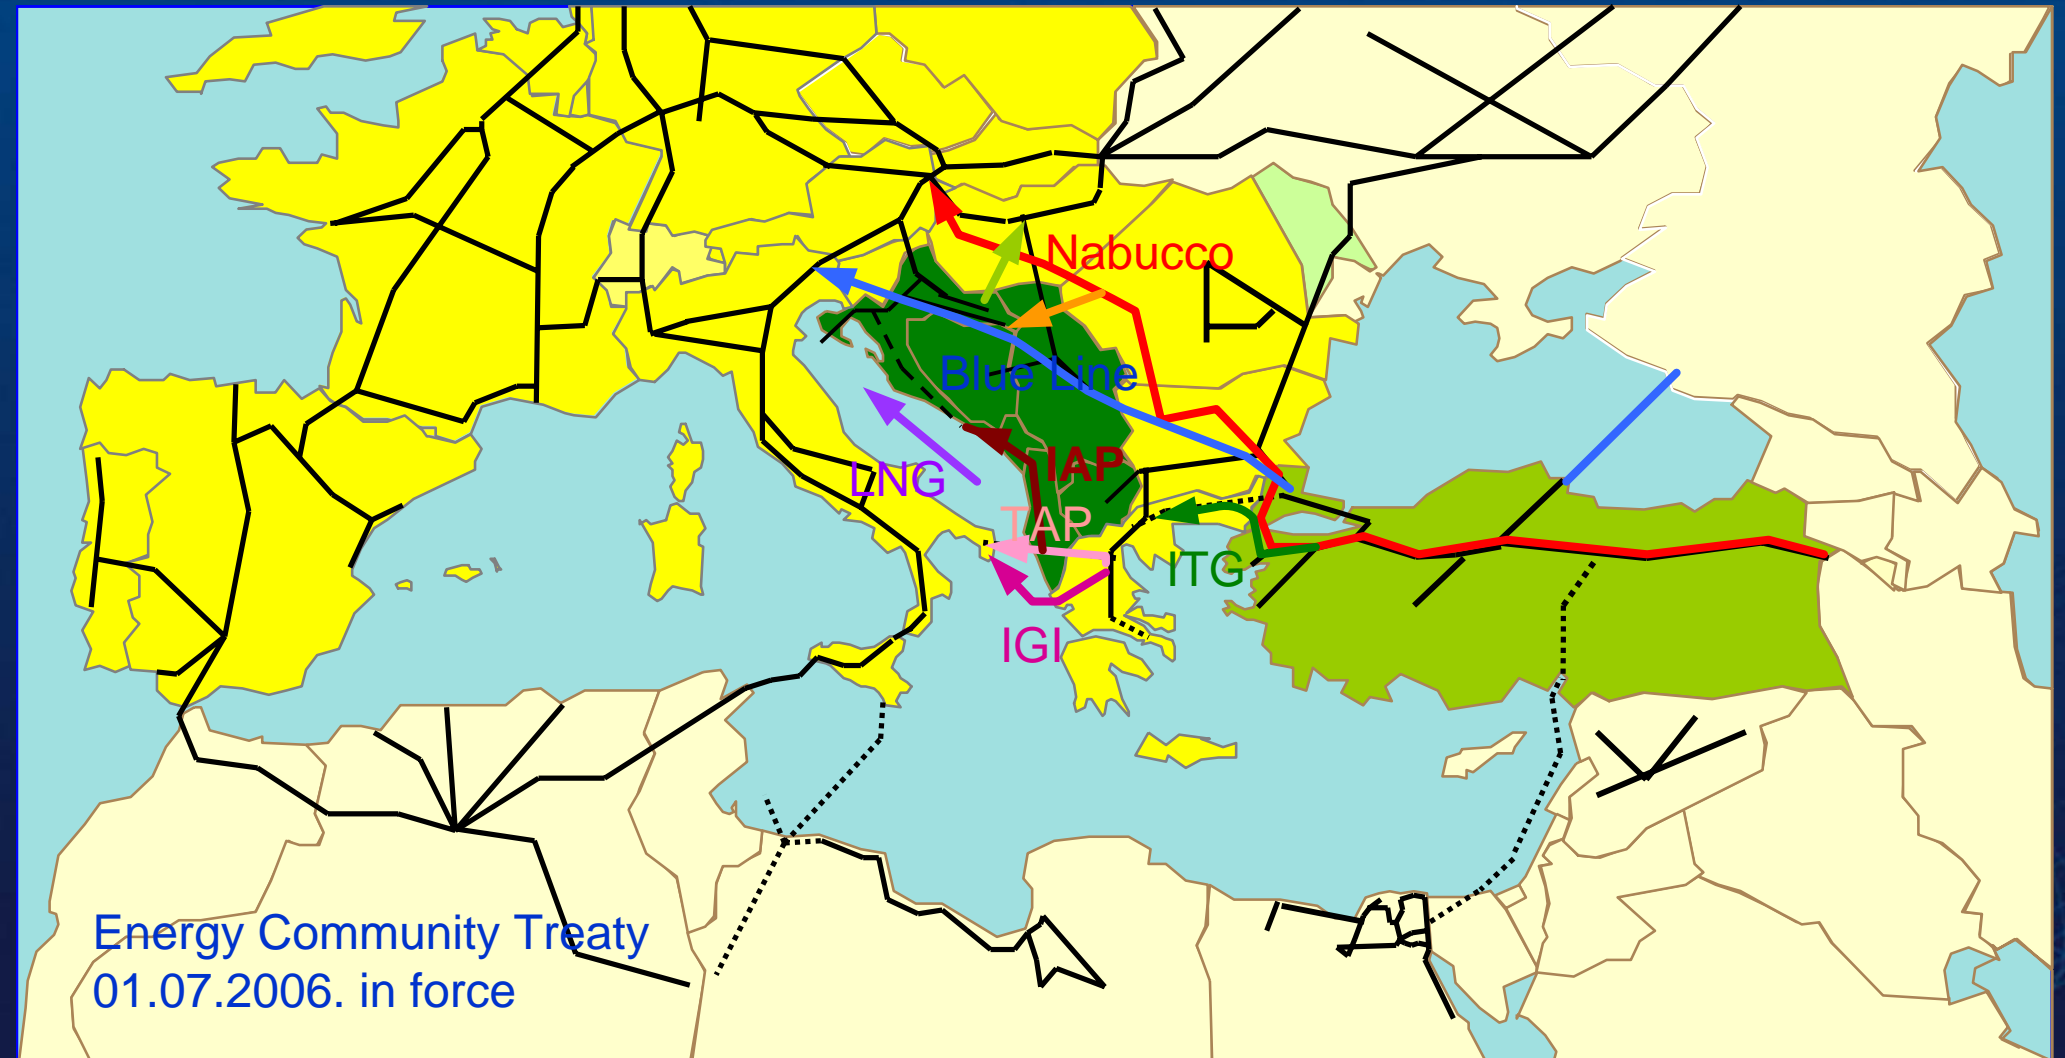 Nabucco
Blue Line
IAP
LNG
TAP
ITG
IGI
Energy Community Treaty
01.07.2006. in force